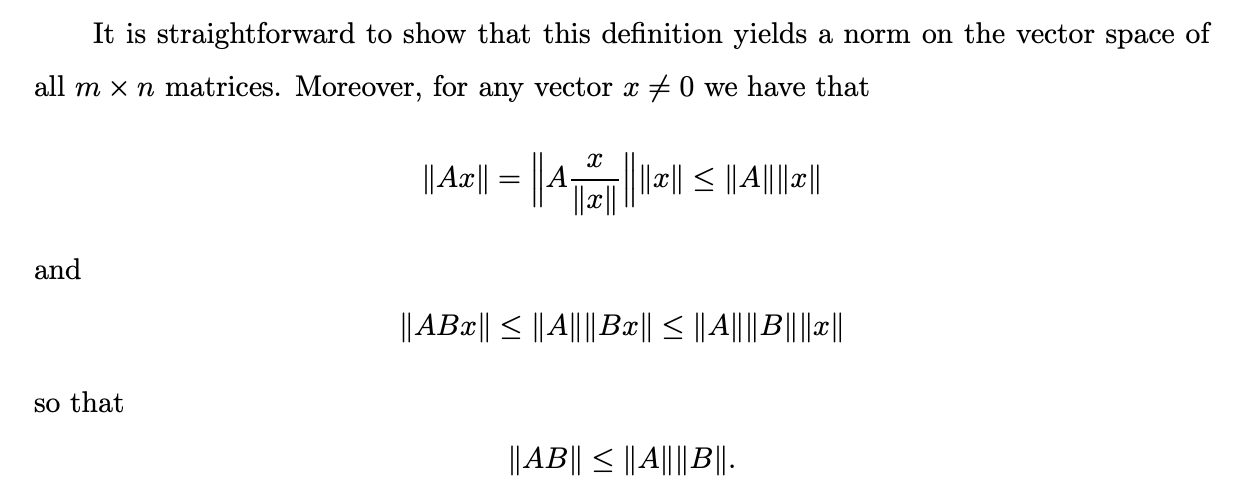 It is straightforward to show that this definition yields a norm on the vector space of
all m × n matrices. Moreover, for any vector x ≠ 0 we have that
‖Ax‖ = ‖A x/‖x‖‖ ‖x‖ ≤ ‖A‖‖x‖
and
‖ABx‖ ≤ ‖A‖‖Bx‖ ≤ ‖A‖‖B‖‖x‖
so that
‖AB‖ ≤ ‖A‖‖B‖.